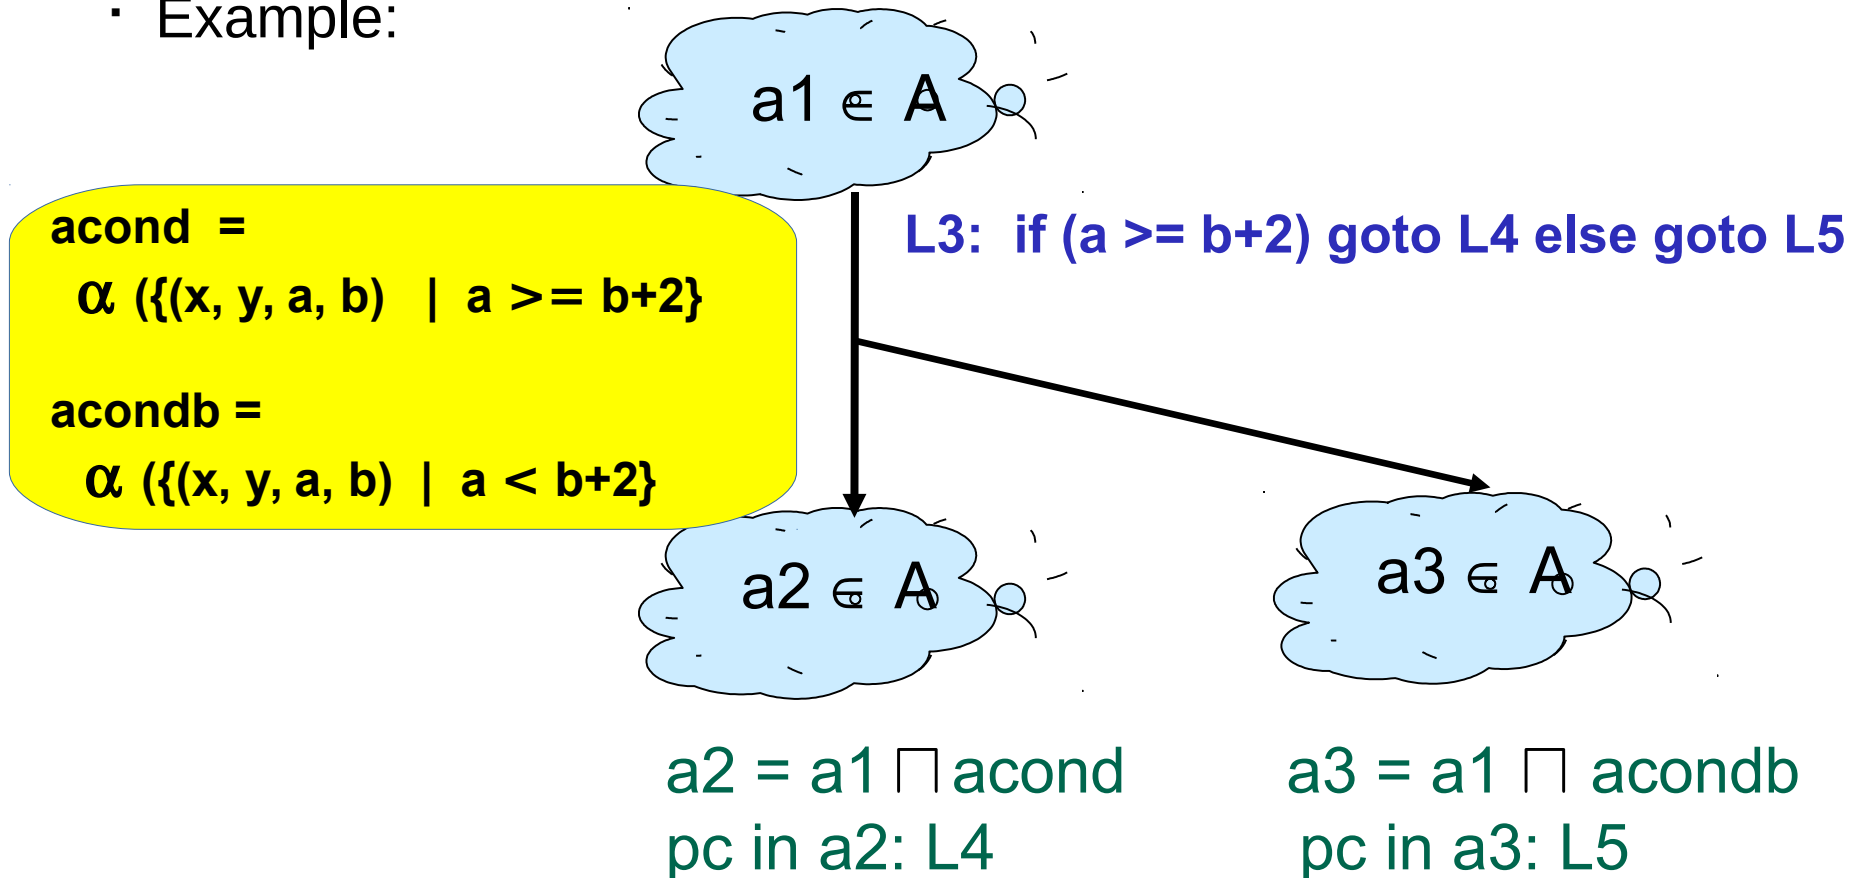 · Example:
a1 ∈ A
acond =
α ({(x, y, a, b) | a >= b+2}
acondb =
α ({(x, y, a, b) | a < b+2}
L3: if (a >= b+2) goto L4 else goto L5
a2 ∈ A
a3 ∈ A
a2 = a1 ⊓ acond
pc in a2: L4
a3 = a1 ⊓ acondb
pc in a3: L5